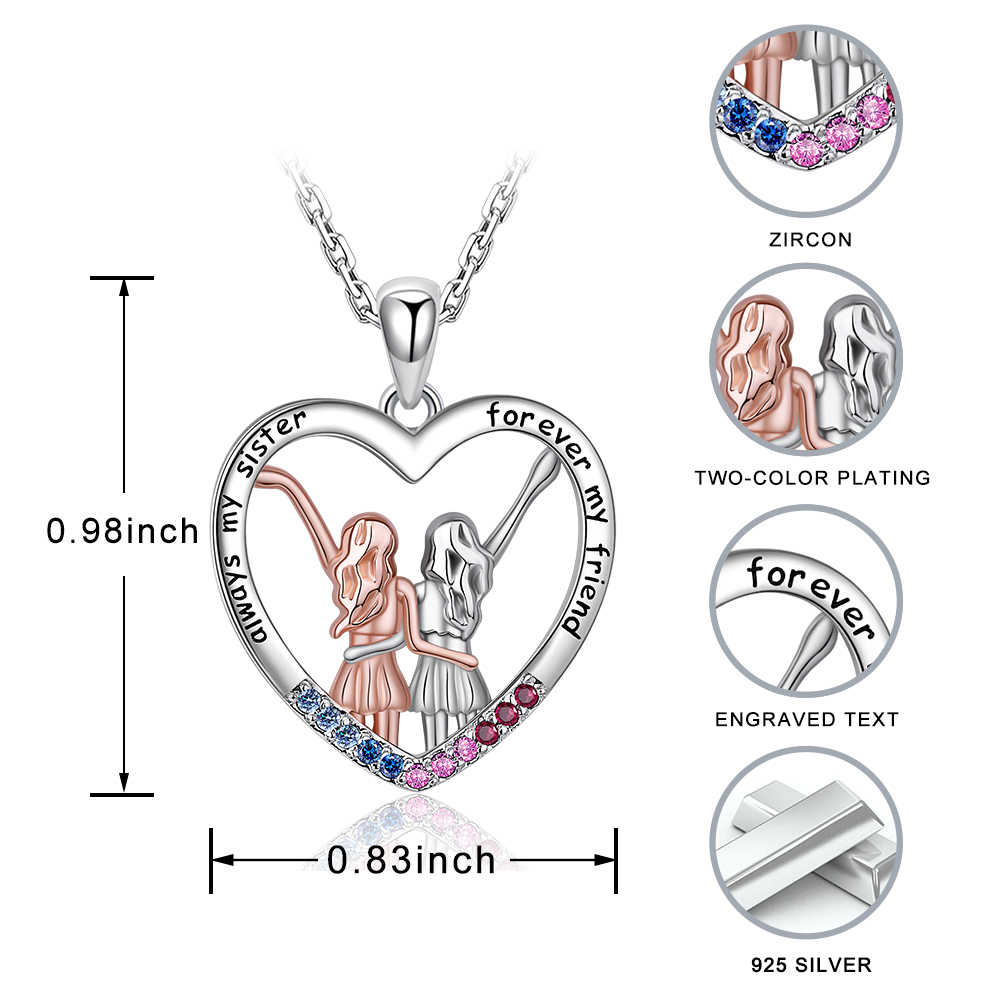 always my sister
forever my friend
0.98inch
0.83inch
ZIRCON
TWO-COLOR PLATING
forever
ENGRAVED TEXT
925 SILVER